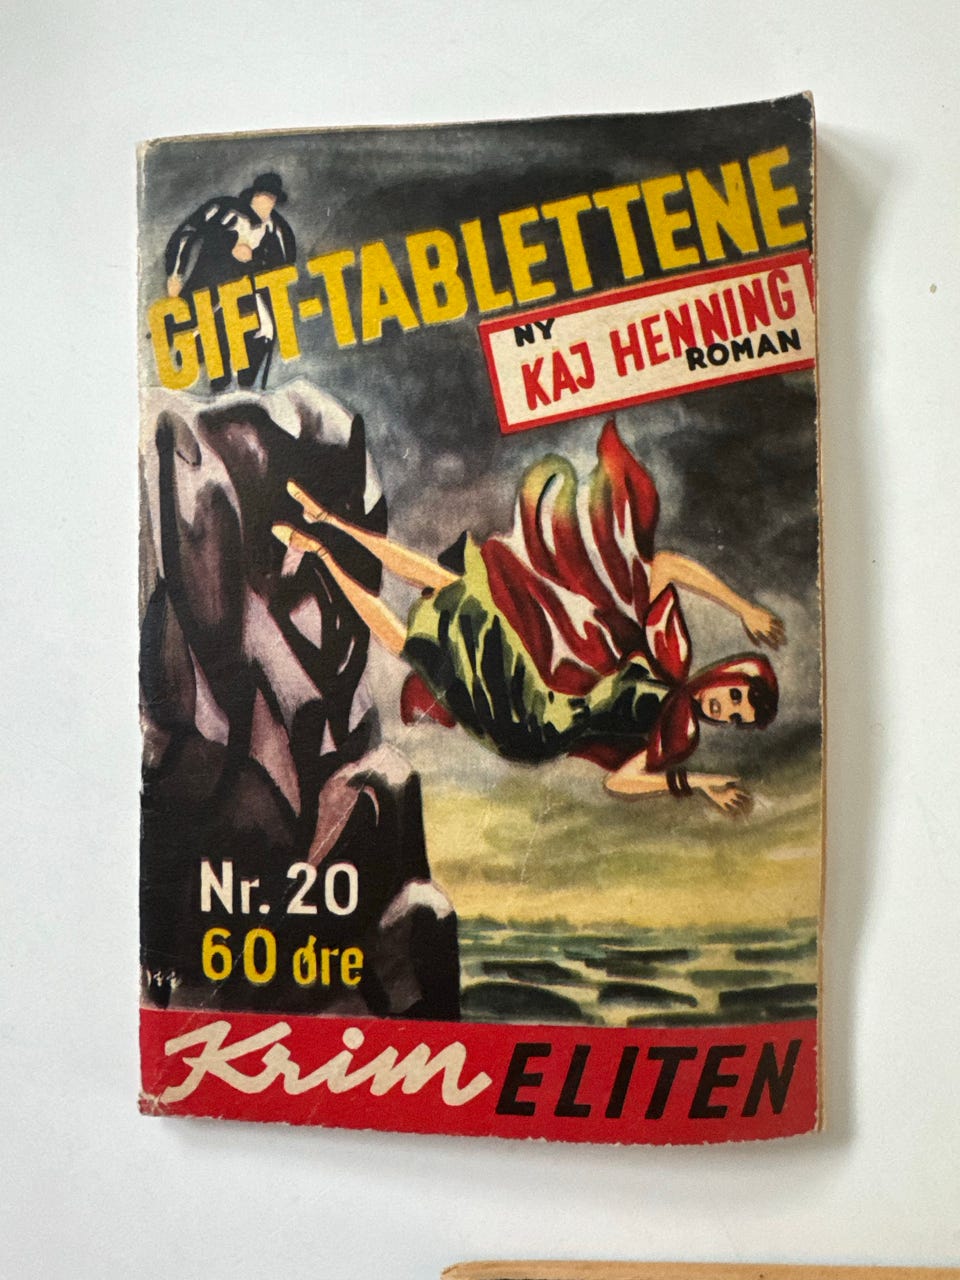 GIFT-TABLETTENE
NY
KAJ HENNING
ROMAN
Nr. 20
60 øre
Krim ELITEN